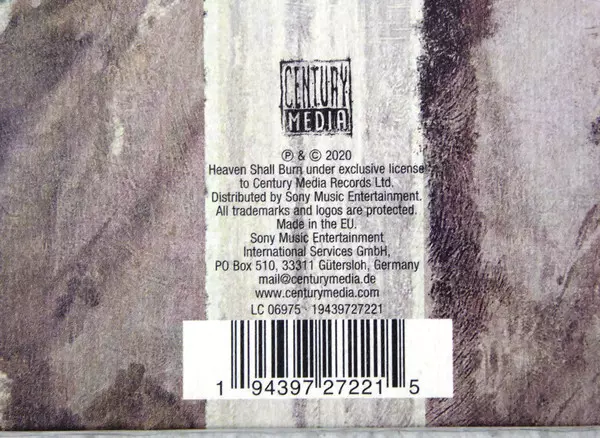 CENTURY
MEDIA
℗ & © 2020
Heaven Shall Burn under exclusive license
to Century Media Records Ltd.
Distributed by Sony Music Entertainment.
All trademarks and logos are protected.
Made in the EU.
Sony Music Entertainment
International Services GmbH,
PO Box 510, 33311 Gütersloh, Germany
mail@centurymedia.de
www.centurymedia.com
LC 06975 · 19439727221
1 94397 27221 5